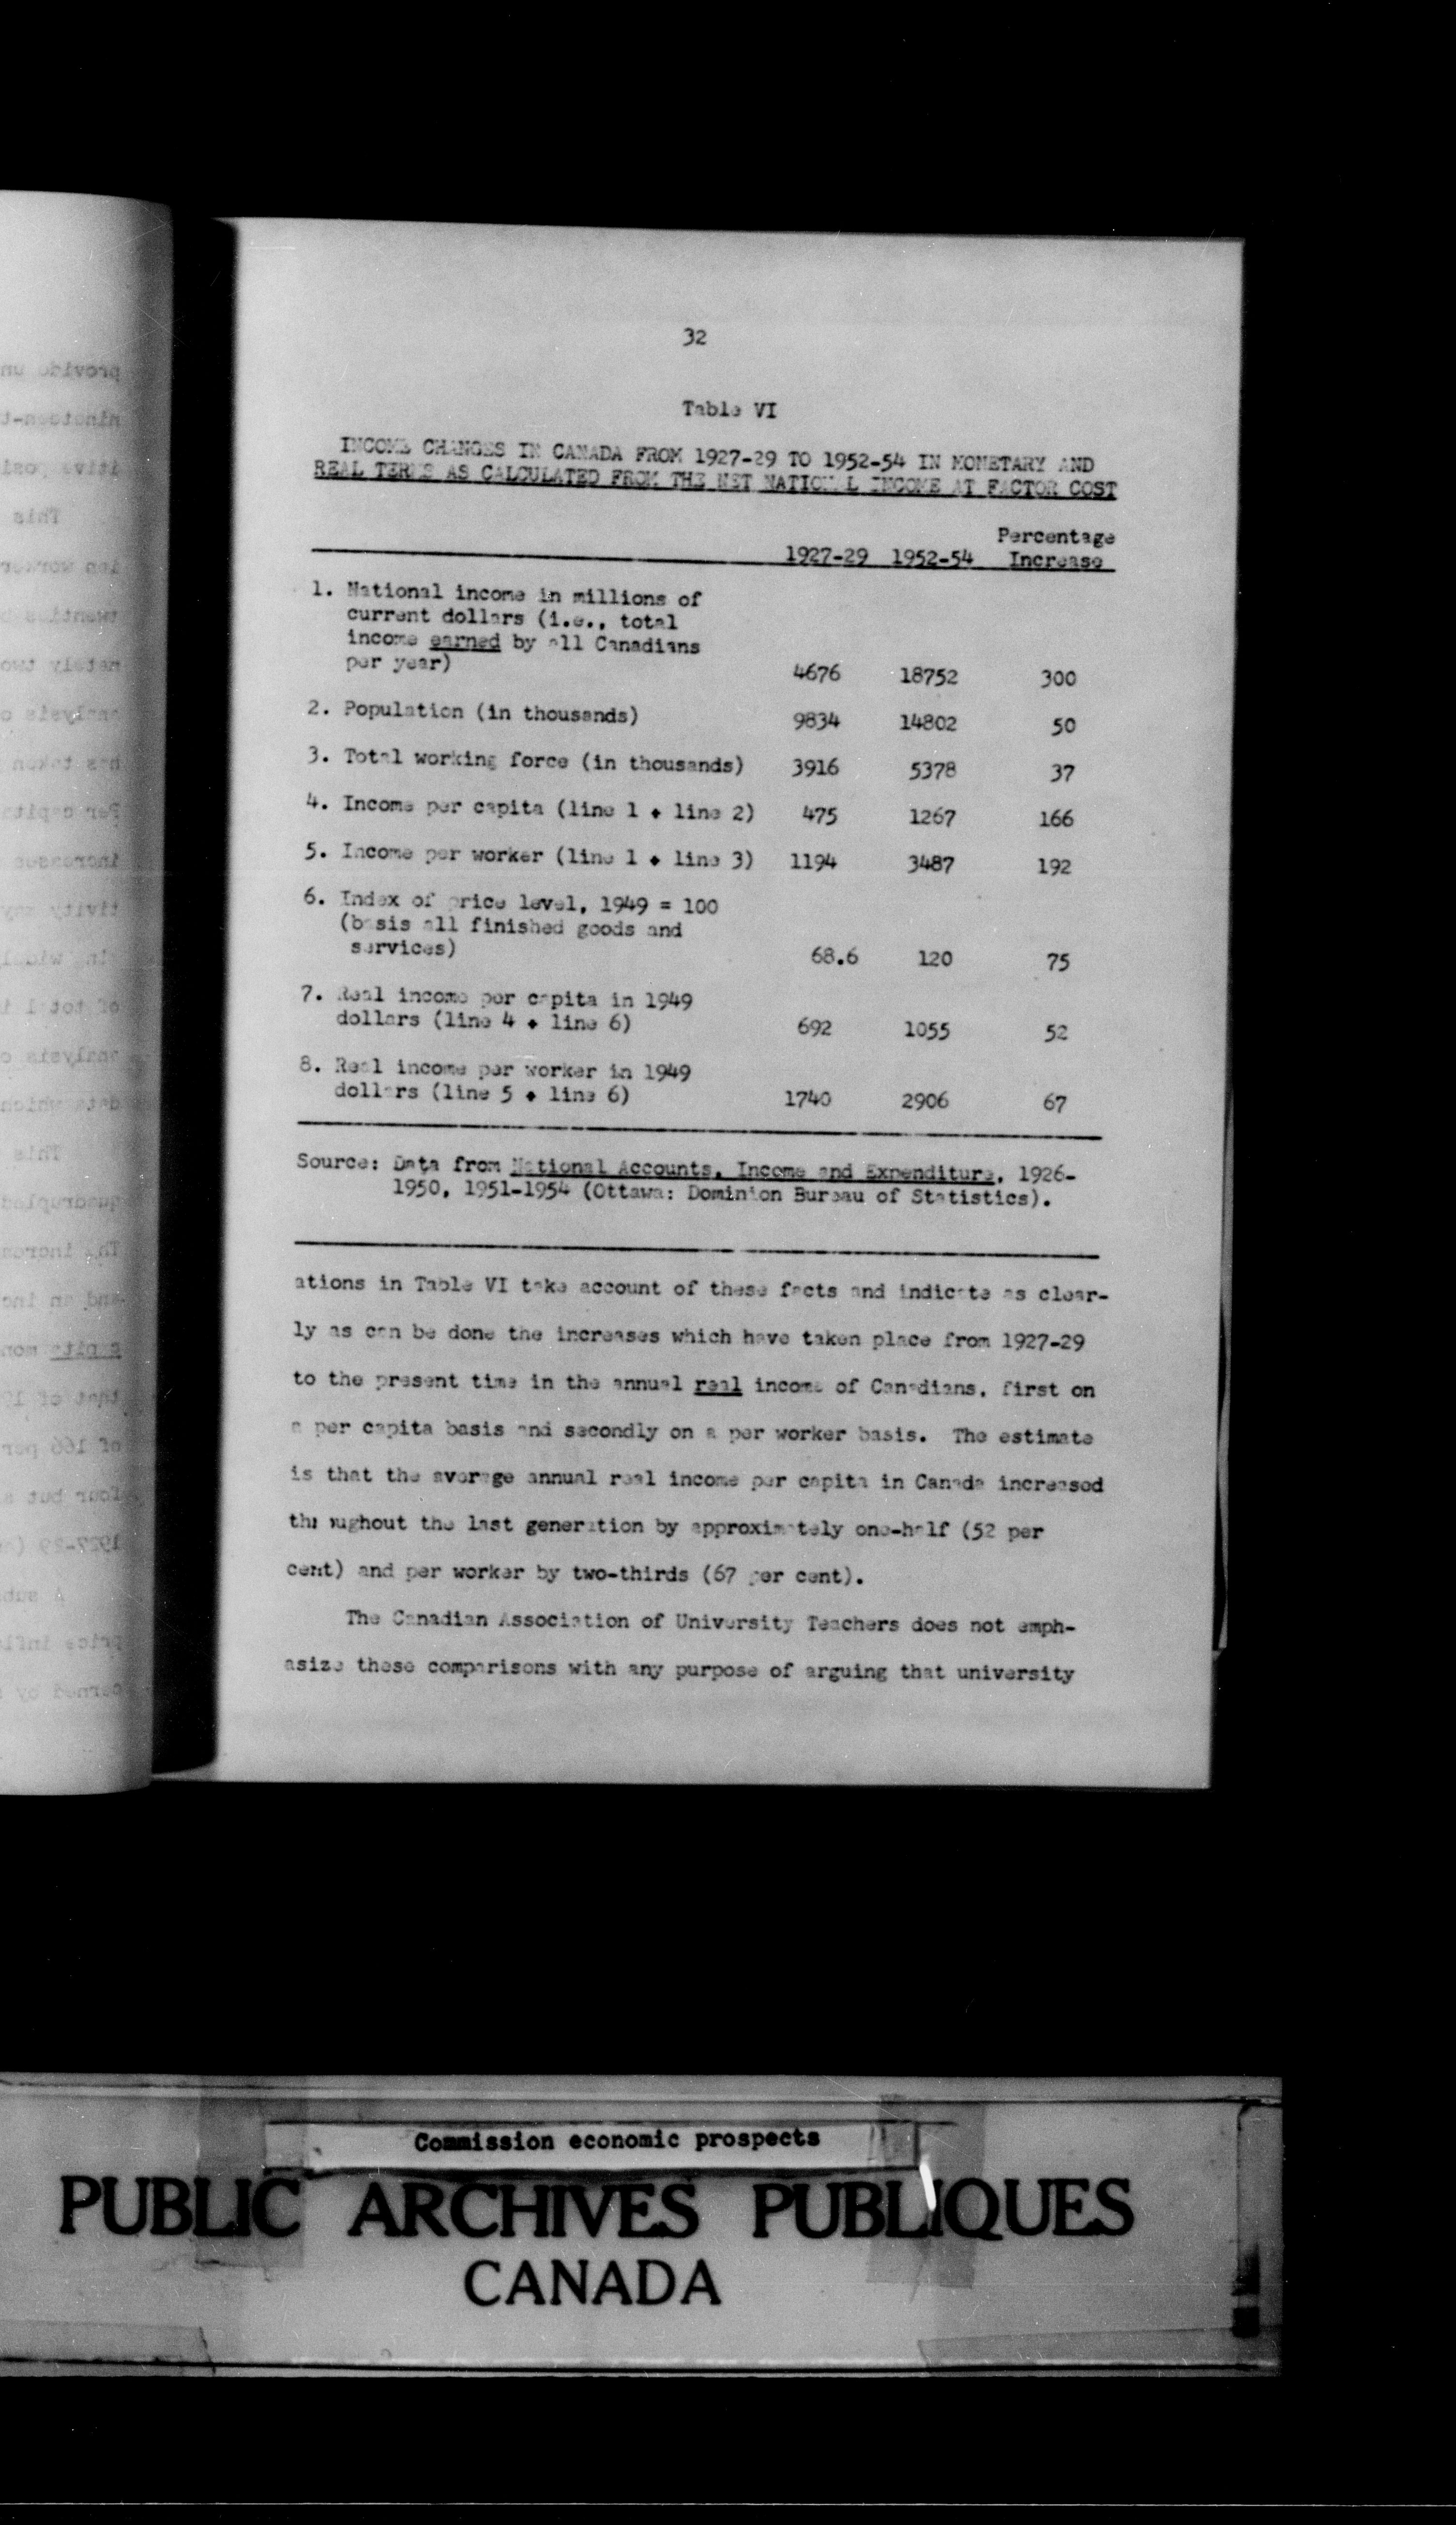 32
Table VI
INCOME CHANGES IN CANADA FROM 1927-29 TO 1952-54 IN MONETARY AND
REAL TERMS AS CALCULATED FROM THE NET NATIONAL INCOME AT FACTOR COST
Percentage
1927-29 1952-54 Increase
1. National income in millions of
current dollars (i.e., total
income earned by all Canadians
per year) 4676 18752 300
2. Population (in thousands) 9834 14802 50
3. Total working force (in thousands) 3916 5378 37
4. Income per capita (line 1 ÷ line 2) 475 1267 166
5. Income per worker (line 1 ÷ line 3) 1194 3487 192
6. Index of price level, 1949 = 100
(basis all finished goods and
services) 68.6 120 75
7. Real income per capita in 1949
dollars (line 4 ÷ line 6) 692 1055 52
8. Real income per worker in 1949
dollars (line 5 ÷ line 6) 1740 2906 67
Source: Data from National Accounts, Income and Expenditure, 1926-
1950, 1951-1954 (Ottawa: Dominion Bureau of Statistics).
ations in Table VI take account of these facts and indicate as clear-
ly as can be done the increases which have taken place from 1927-29
to the present time in the annual real income of Canadians, first on
a per capita basis and secondly on a per worker basis. The estimate
is that the average annual real income per capita in Canada increased
throughout the last generation by approximately one-half (52 per
cent) and per worker by two-thirds (67 per cent).
The Canadian Association of University Teachers does not emph-
asize these comparisons with any purpose of arguing that university
Commission economic prospects
PUBLIC ARCHIVES PUBLIQUES
CANADA